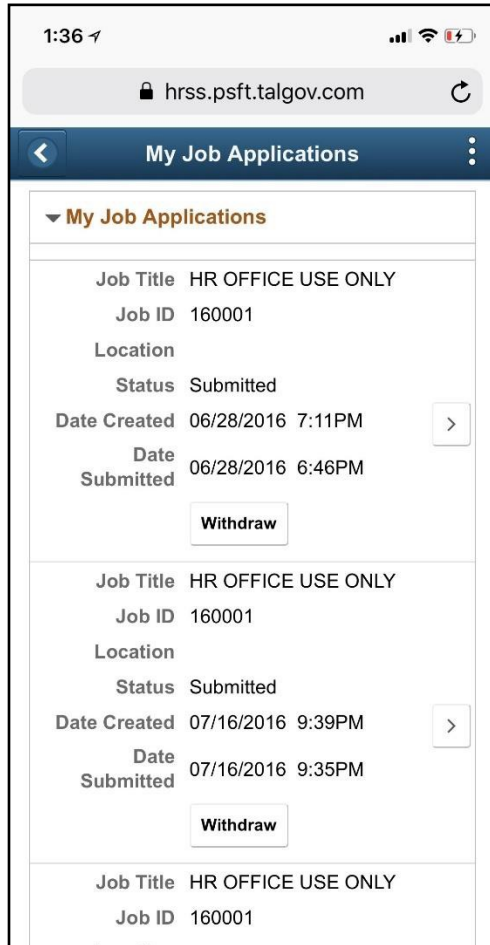 1:36
hrss.psft.talgov.com
My Job Applications
My Job Applications
Job Title HR OFFICE USE ONLY
Job ID 160001
Location
Status Submitted
Date Created 06/28/2016 7:11PM
Date
Submitted 06/28/2016 6:46PM
Withdraw
Job Title HR OFFICE USE ONLY
Job ID 160001
Location
Status Submitted
Date Created 07/16/2016 9:39PM
Date
Submitted 07/16/2016 9:35PM
Withdraw
Job Title HR OFFICE USE ONLY
Job ID 160001